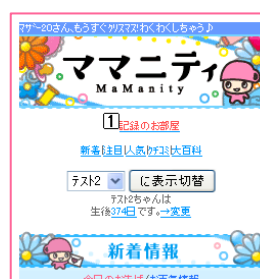 マザー20さん、もうすぐクリスマス!わくわくしちゃう♪
ママニティ
MaManity
1記録のお部屋
新着|注目|人気|クチコミ|大百科
テスト2 に表示切替
テスト2ちゃんは
生後374日です。→変更
新着情報